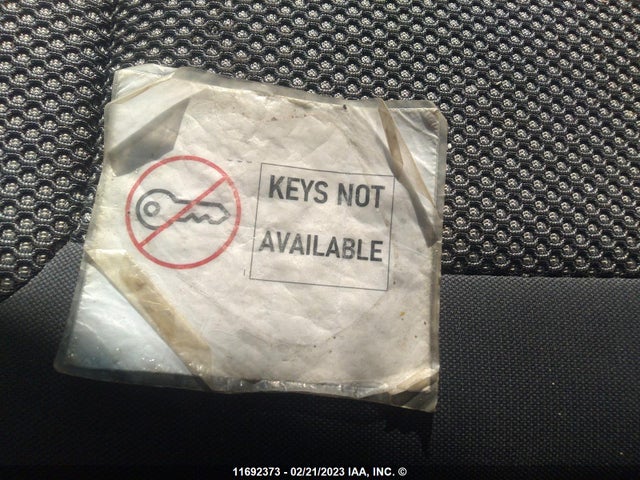 KEYS NOT
AVAILABLE
11692373 - 02/21/2023 IAA, INC. ©